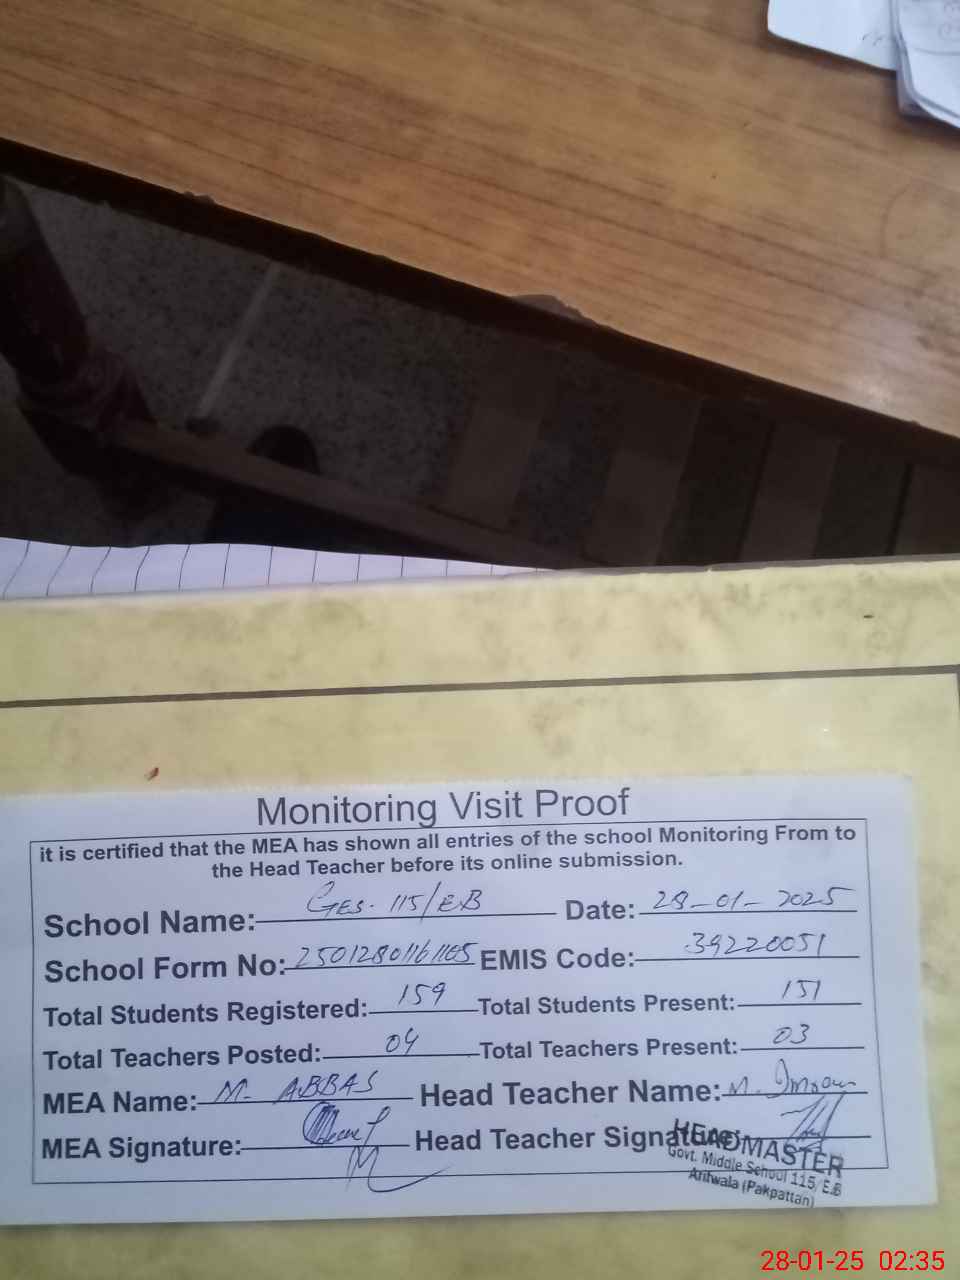 Monitoring Visit Proof
it is certified that the MEA has shown all entries of the school Monitoring From to
the Head Teacher before its online submission.
School Name: GES. 115/E.B Date: 28-01-2025
School Form No: 25012801161105 EMIS Code: 39220051
Total Students Registered: 159 Total Students Present: 151
Total Teachers Posted: 04 Total Teachers Present: 03
MEA Name: M. ABBAS Head Teacher Name: M. Imran
MEA Signature: Head Teacher Signature:
HEADMASTER
Govt. Middle School 115/E.B
Arifwala (Pakpattan)
28-01-25 02:35